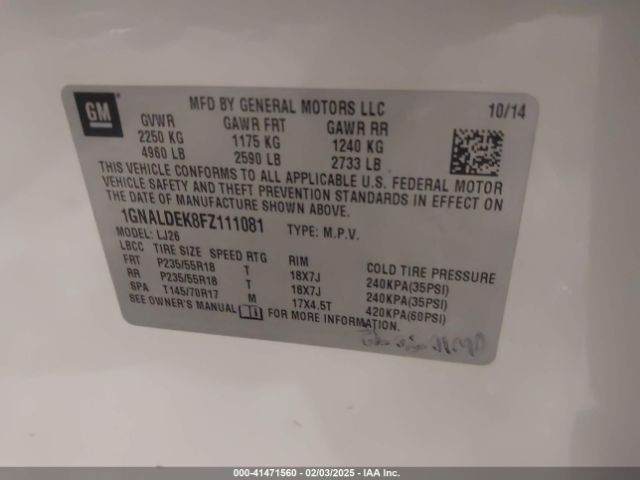 GM
MFD BY GENERAL MOTORS LLC 10/14
GVWR GAWR FRT GAWR RR
2250 KG 1175 KG 1240 KG
4960 LB 2590 LB 2733 LB
THIS VEHICLE CONFORMS TO ALL APPLICABLE U.S. FEDERAL MOTOR
VEHICLE SAFETY AND THEFT PREVENTION STANDARDS IN EFFECT ON
THE DATE OF MANUFACTURE SHOWN ABOVE.
1GNALDEK8FZ111081 TYPE: M.P.V.
MODEL: LJ26
LBCC TIRE SIZE SPEED RTG RIM COLD TIRE PRESSURE
FRT P235/55R18 T 18X7J 240KPA(35PSI)
RR P235/55R18 T 18X7J 240KPA(35PSI)
SPA T145/70R17 M 17X4.5T 420KPA(60PSI)
SEE OWNER'S MANUAL FOR MORE INFORMATION.
000-41471560 - 02/03/2025 - IAA Inc.